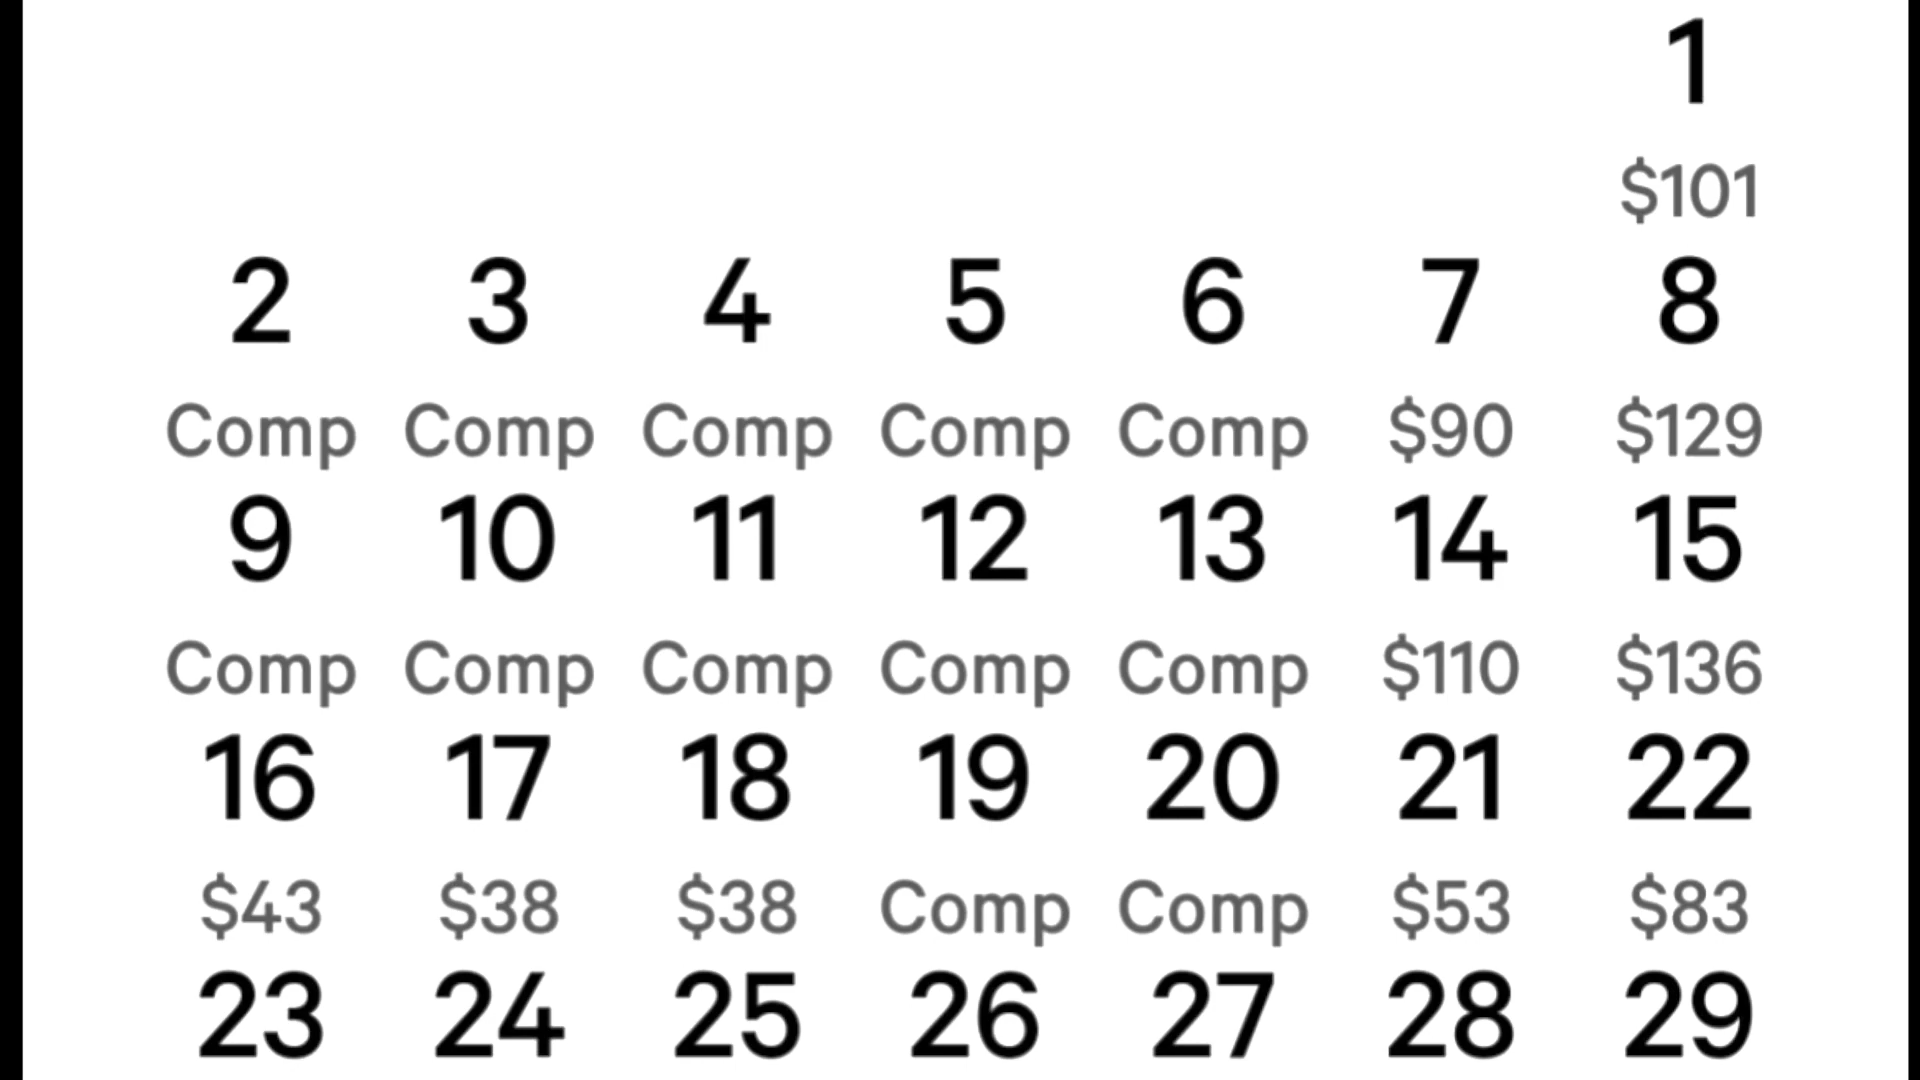 1
$101
2 3 4 5 6 7 8
Comp Comp Comp Comp Comp $90 $129
9 10 11 12 13 14 15
Comp Comp Comp Comp Comp $110 $136
16 17 18 19 20 21 22
$43 $38 $38 Comp Comp $53 $83
23 24 25 26 27 28 29